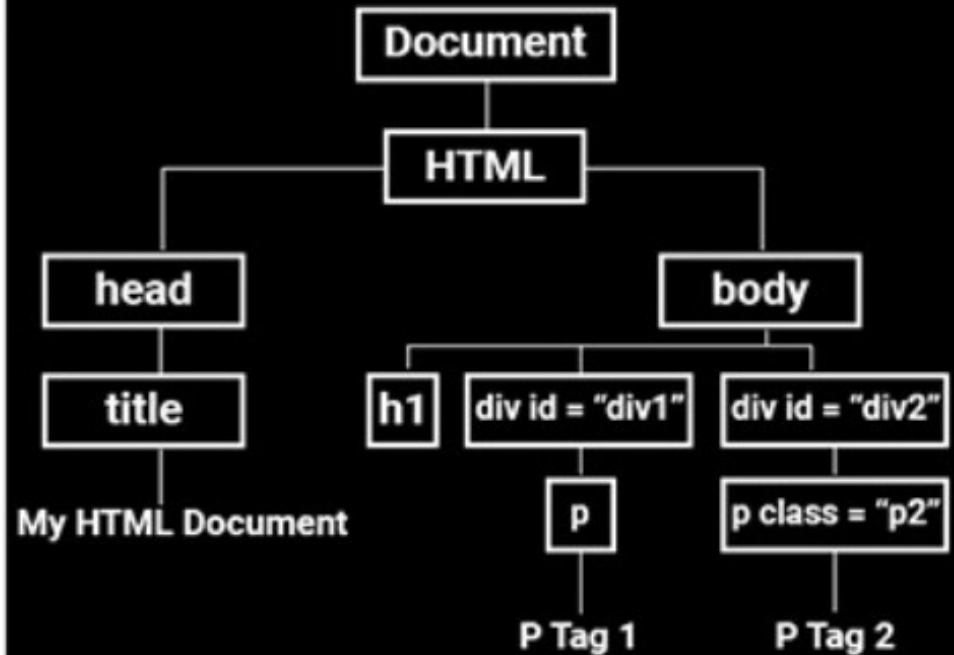 Document
HTML
head
body
title
h1
div id = “div1”
div id = “div2”
p
p class = “p2”
My HTML Document
P Tag 1
P Tag 2